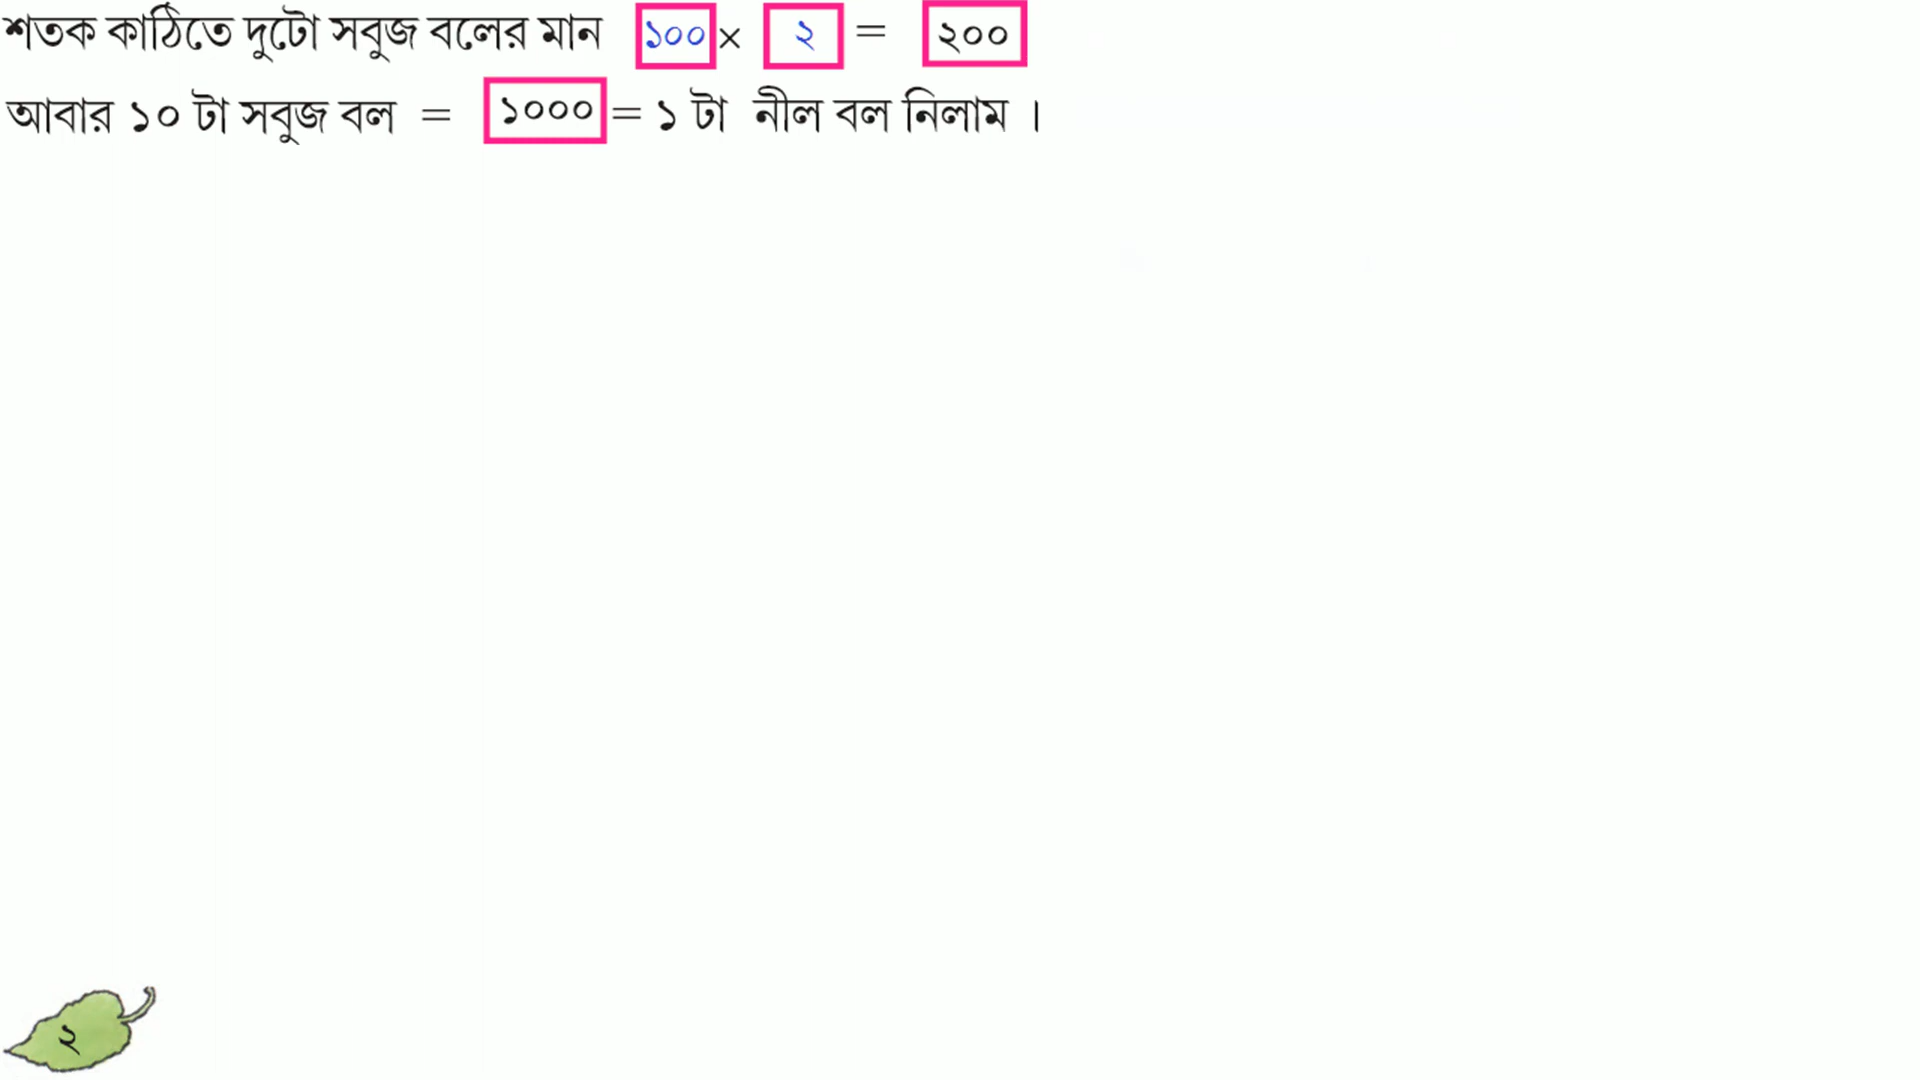 শতক কাঠিতে দুটো সবুজ বলের মান ১০০ × ২ = ২০০
আবার ১০ টা সবুজ বল = ১০০০ = ১ টা নীল বল নিলাম ।
২